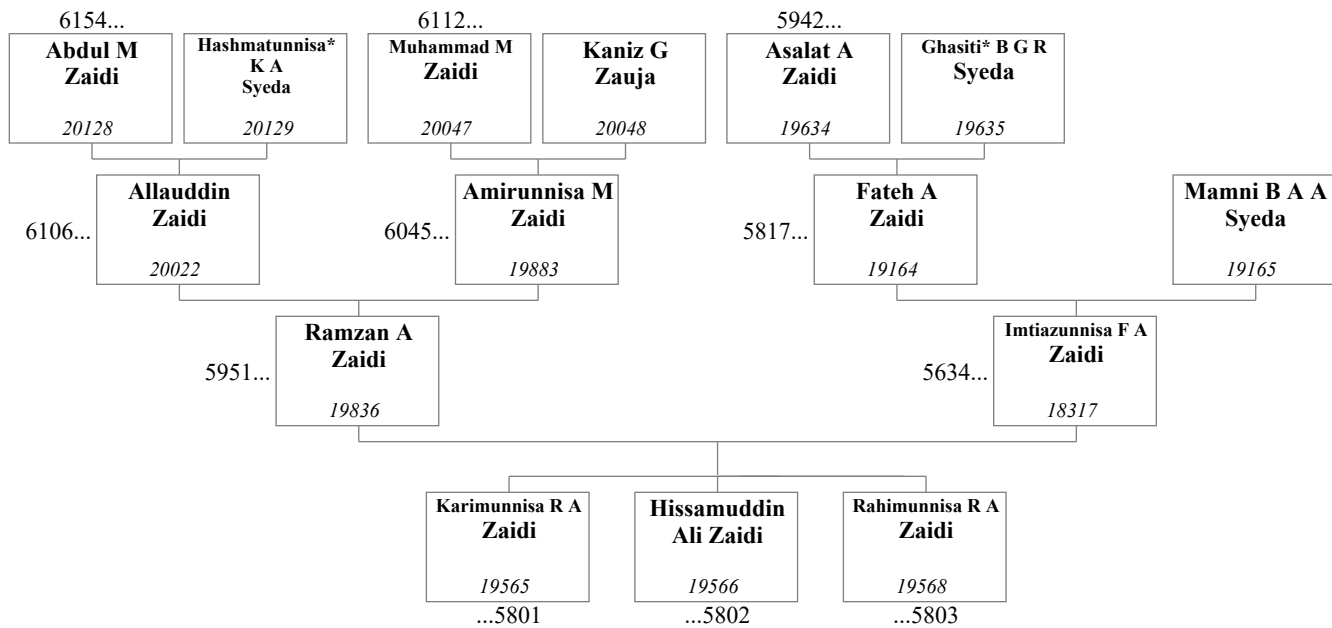 6154...
6112...
5942...
Abdul M
Zaidi
20128
Hashmatunnisa*
K A
Syeda
20129
Muhammad M
Zaidi
20047
Kaniz G
Zauja
20048
Asalat A
Zaidi
19634
Ghasiti* B G R
Syeda
19635
6106...
Allauddin
Zaidi
20022
6045...
Amirunnisa M
Zaidi
19883
5817...
Fateh A
Zaidi
19164
Mamni B A A
Syeda
19165
5951...
Ramzan A
Zaidi
19836
5634...
Imtiazunnisa F A
Zaidi
18317
Karimunnisa R A
Zaidi
19565
...5801
Hissamuddin
Ali Zaidi
19566
...5802
Rahimunnisa R A
Zaidi
19568
...5803